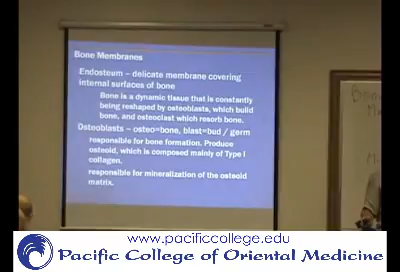 Bone Membranes
Endosteum – delicate membrane covering
internal surfaces of bone
Bone is a dynamic tissue that is constantly
being reshaped by osteoblasts, which build
bone, and osteoclast which resorb bone.
Osteoblasts - osteo=bone, blast=bud / germ
responsible for bone formation. Produce
osteoid, which is composed mainly of Type I
collagen.
responsible for mineralization of the osteoid
matrix.
www.pacificcollege.edu
Pacific College of Oriental Medicine